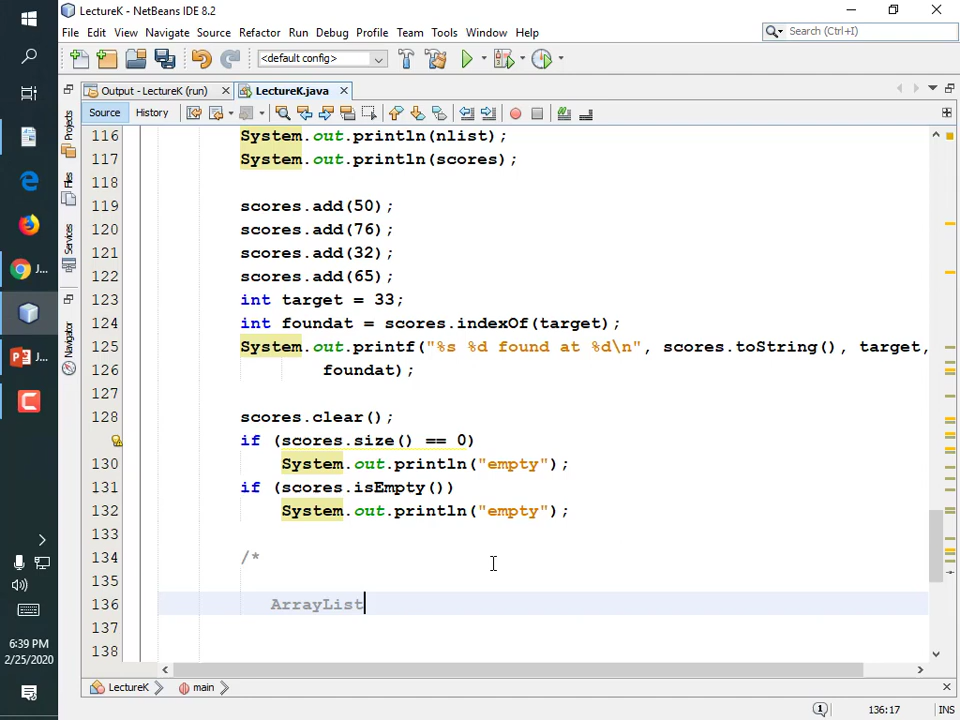 LectureK - NetBeans IDE 8.2
File Edit View Navigate Source Refactor Run Debug Profile Team Tools Window Help
Search (Ctrl+I)
<default config>
Output - LectureK (run) LectureK.java
Source History
Projects
Files
Services
Navigator
116 System.out.println(nlist);
117 System.out.println(scores);
118
119 scores.add(50);
120 scores.add(76);
121 scores.add(32);
122 scores.add(65);
123 int target = 33;
124 int foundat = scores.indexOf(target);
125 System.out.printf("%s %d found at %d\n", scores.toString(), target,
126 foundat);
127
128 scores.clear();
if (scores.size() == 0)
130 System.out.println("empty");
131 if (scores.isEmpty())
132 System.out.println("empty");
133
134 /*
135
136 ArrayList
137
138
J...
J...
6:39 PM
2/25/2020
LectureK main
1 136:17 INS